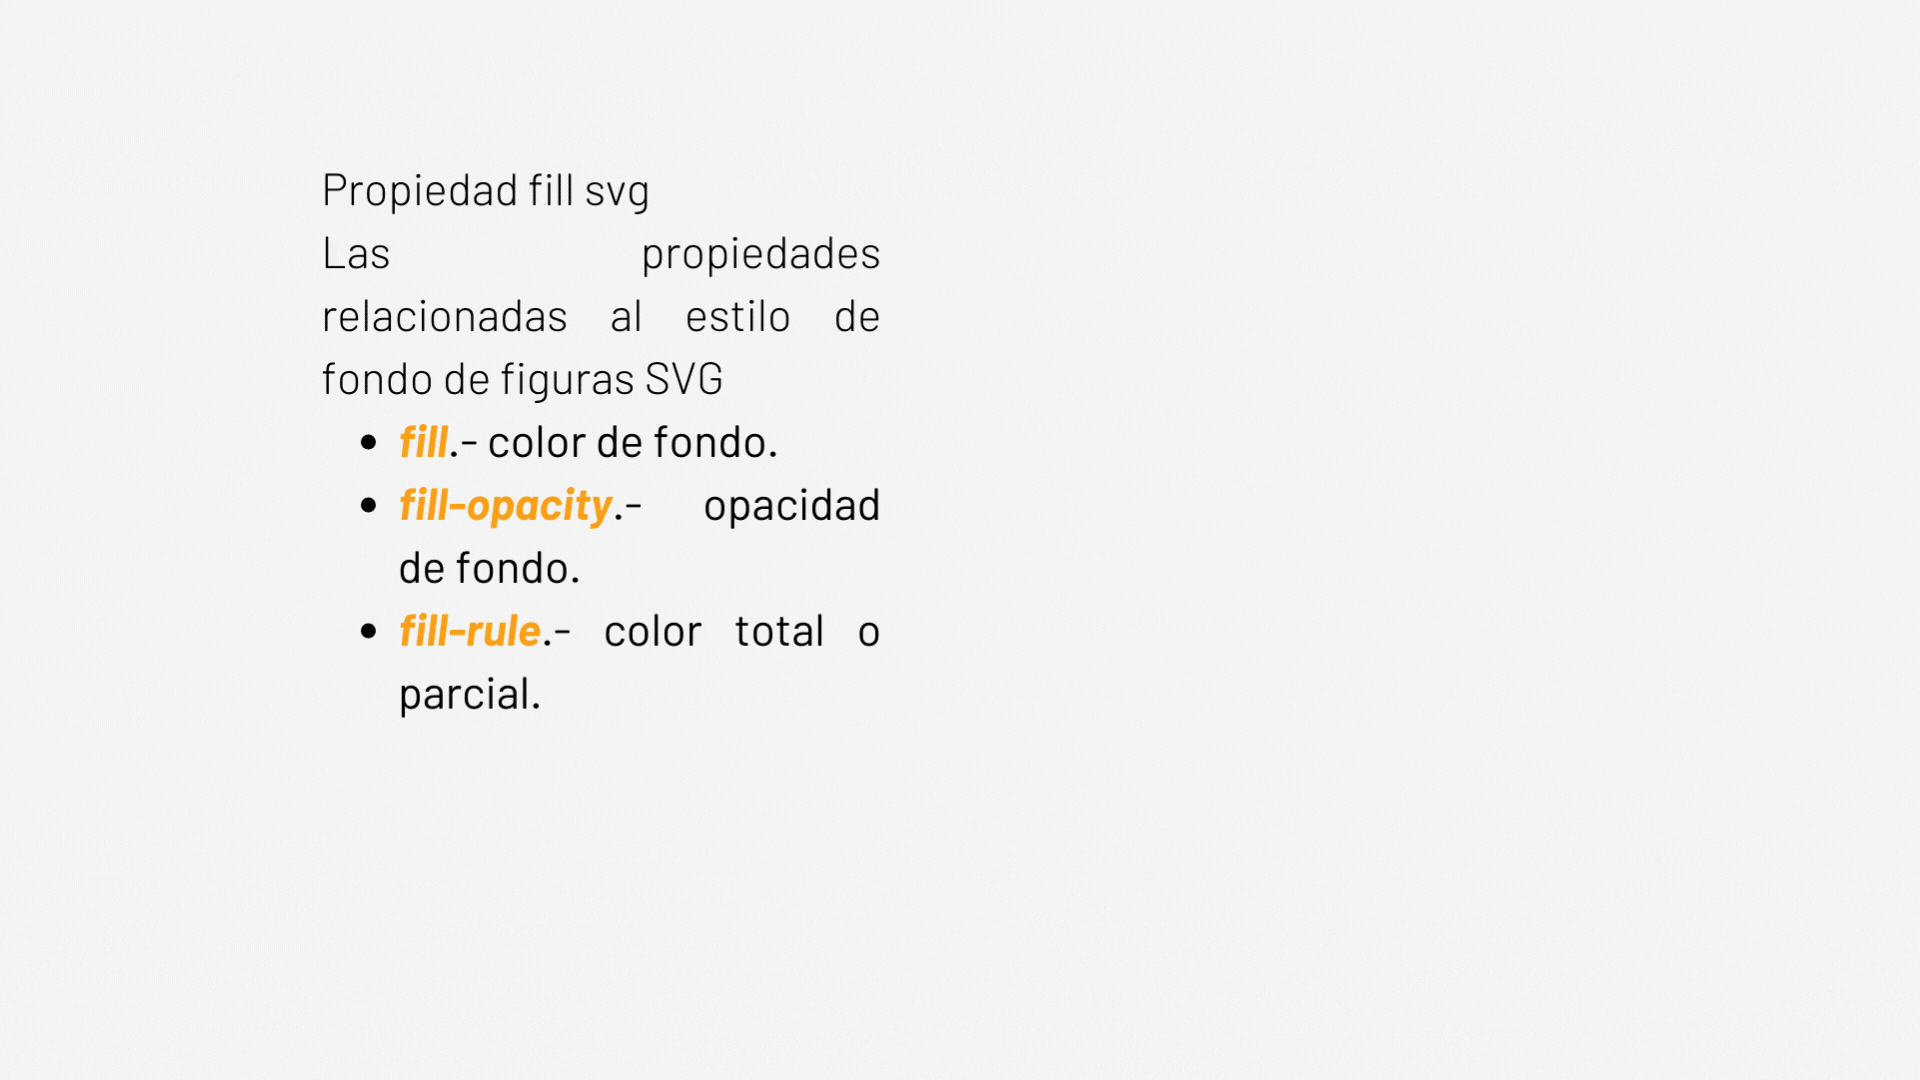 Propiedad fill svg
Las propiedades
relacionadas al estilo de
fondo de figuras SVG
• fill.- color de fondo.
• fill-opacity.- opacidad
de fondo.
• fill-rule.- color total o
parcial.